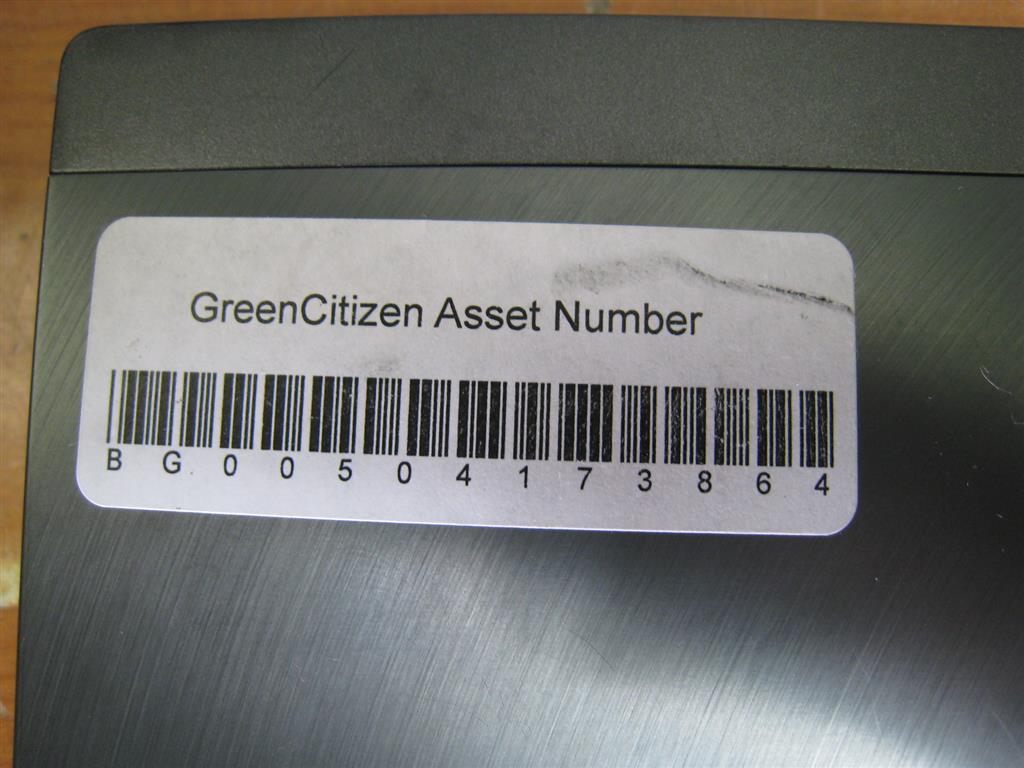 GreenCitizen Asset Number
B G 0 0 5 0 4 1 7 3 8 6 4